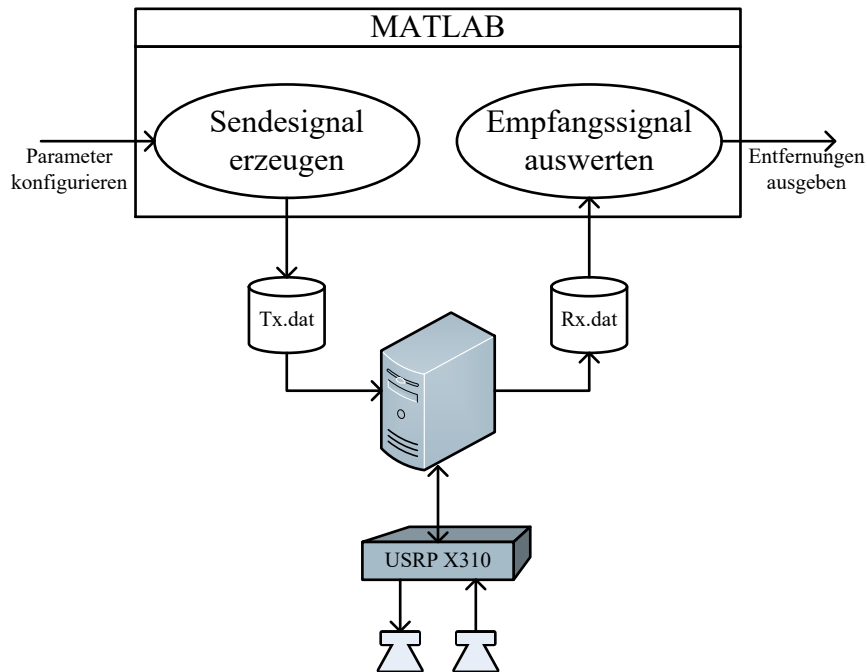 MATLAB
Sendesignal
erzeugen
Empfangssignal
auswerten
Parameter
konfigurieren
Entfernungen
ausgeben
Tx.dat
Rx.dat
USRP X310